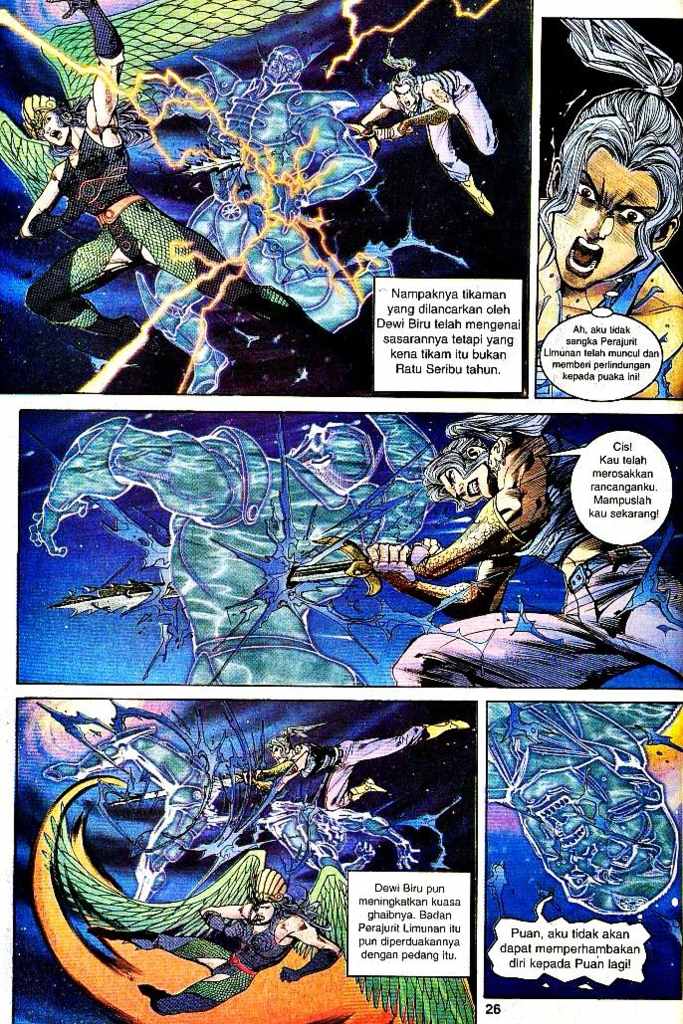 Nampaknya tikaman
yang dilancarkan oleh
Dewi Biru telah mengenai
sasarannya tetapi yang
kena tikam itu bukan
Ratu Seribu tahun.
Ah, aku tidak
sangka Perajurit
Limunan telah muncul dan
memberi perlindungan
kepada puaka ini!
Cis!
Kau telah
merosakkan
rancanganku.
Mampuslah
kau sekarang!
Dewi Biru pun
meningkatkan kuasa
ghaibnya. Badan
Perajurit Limunan itu
pun diperduakannya
dengan pedang itu.
Puan, aku tidak akan
dapat memperhambakan
diri kepada Puan lagi!
26